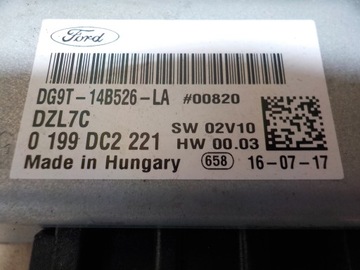 Ford
DG9T-14B526-LA #00820
DZL7C
0 199 DC2 221 SW 02V10
HW 00.03
Made in Hungary 658 16-07-17